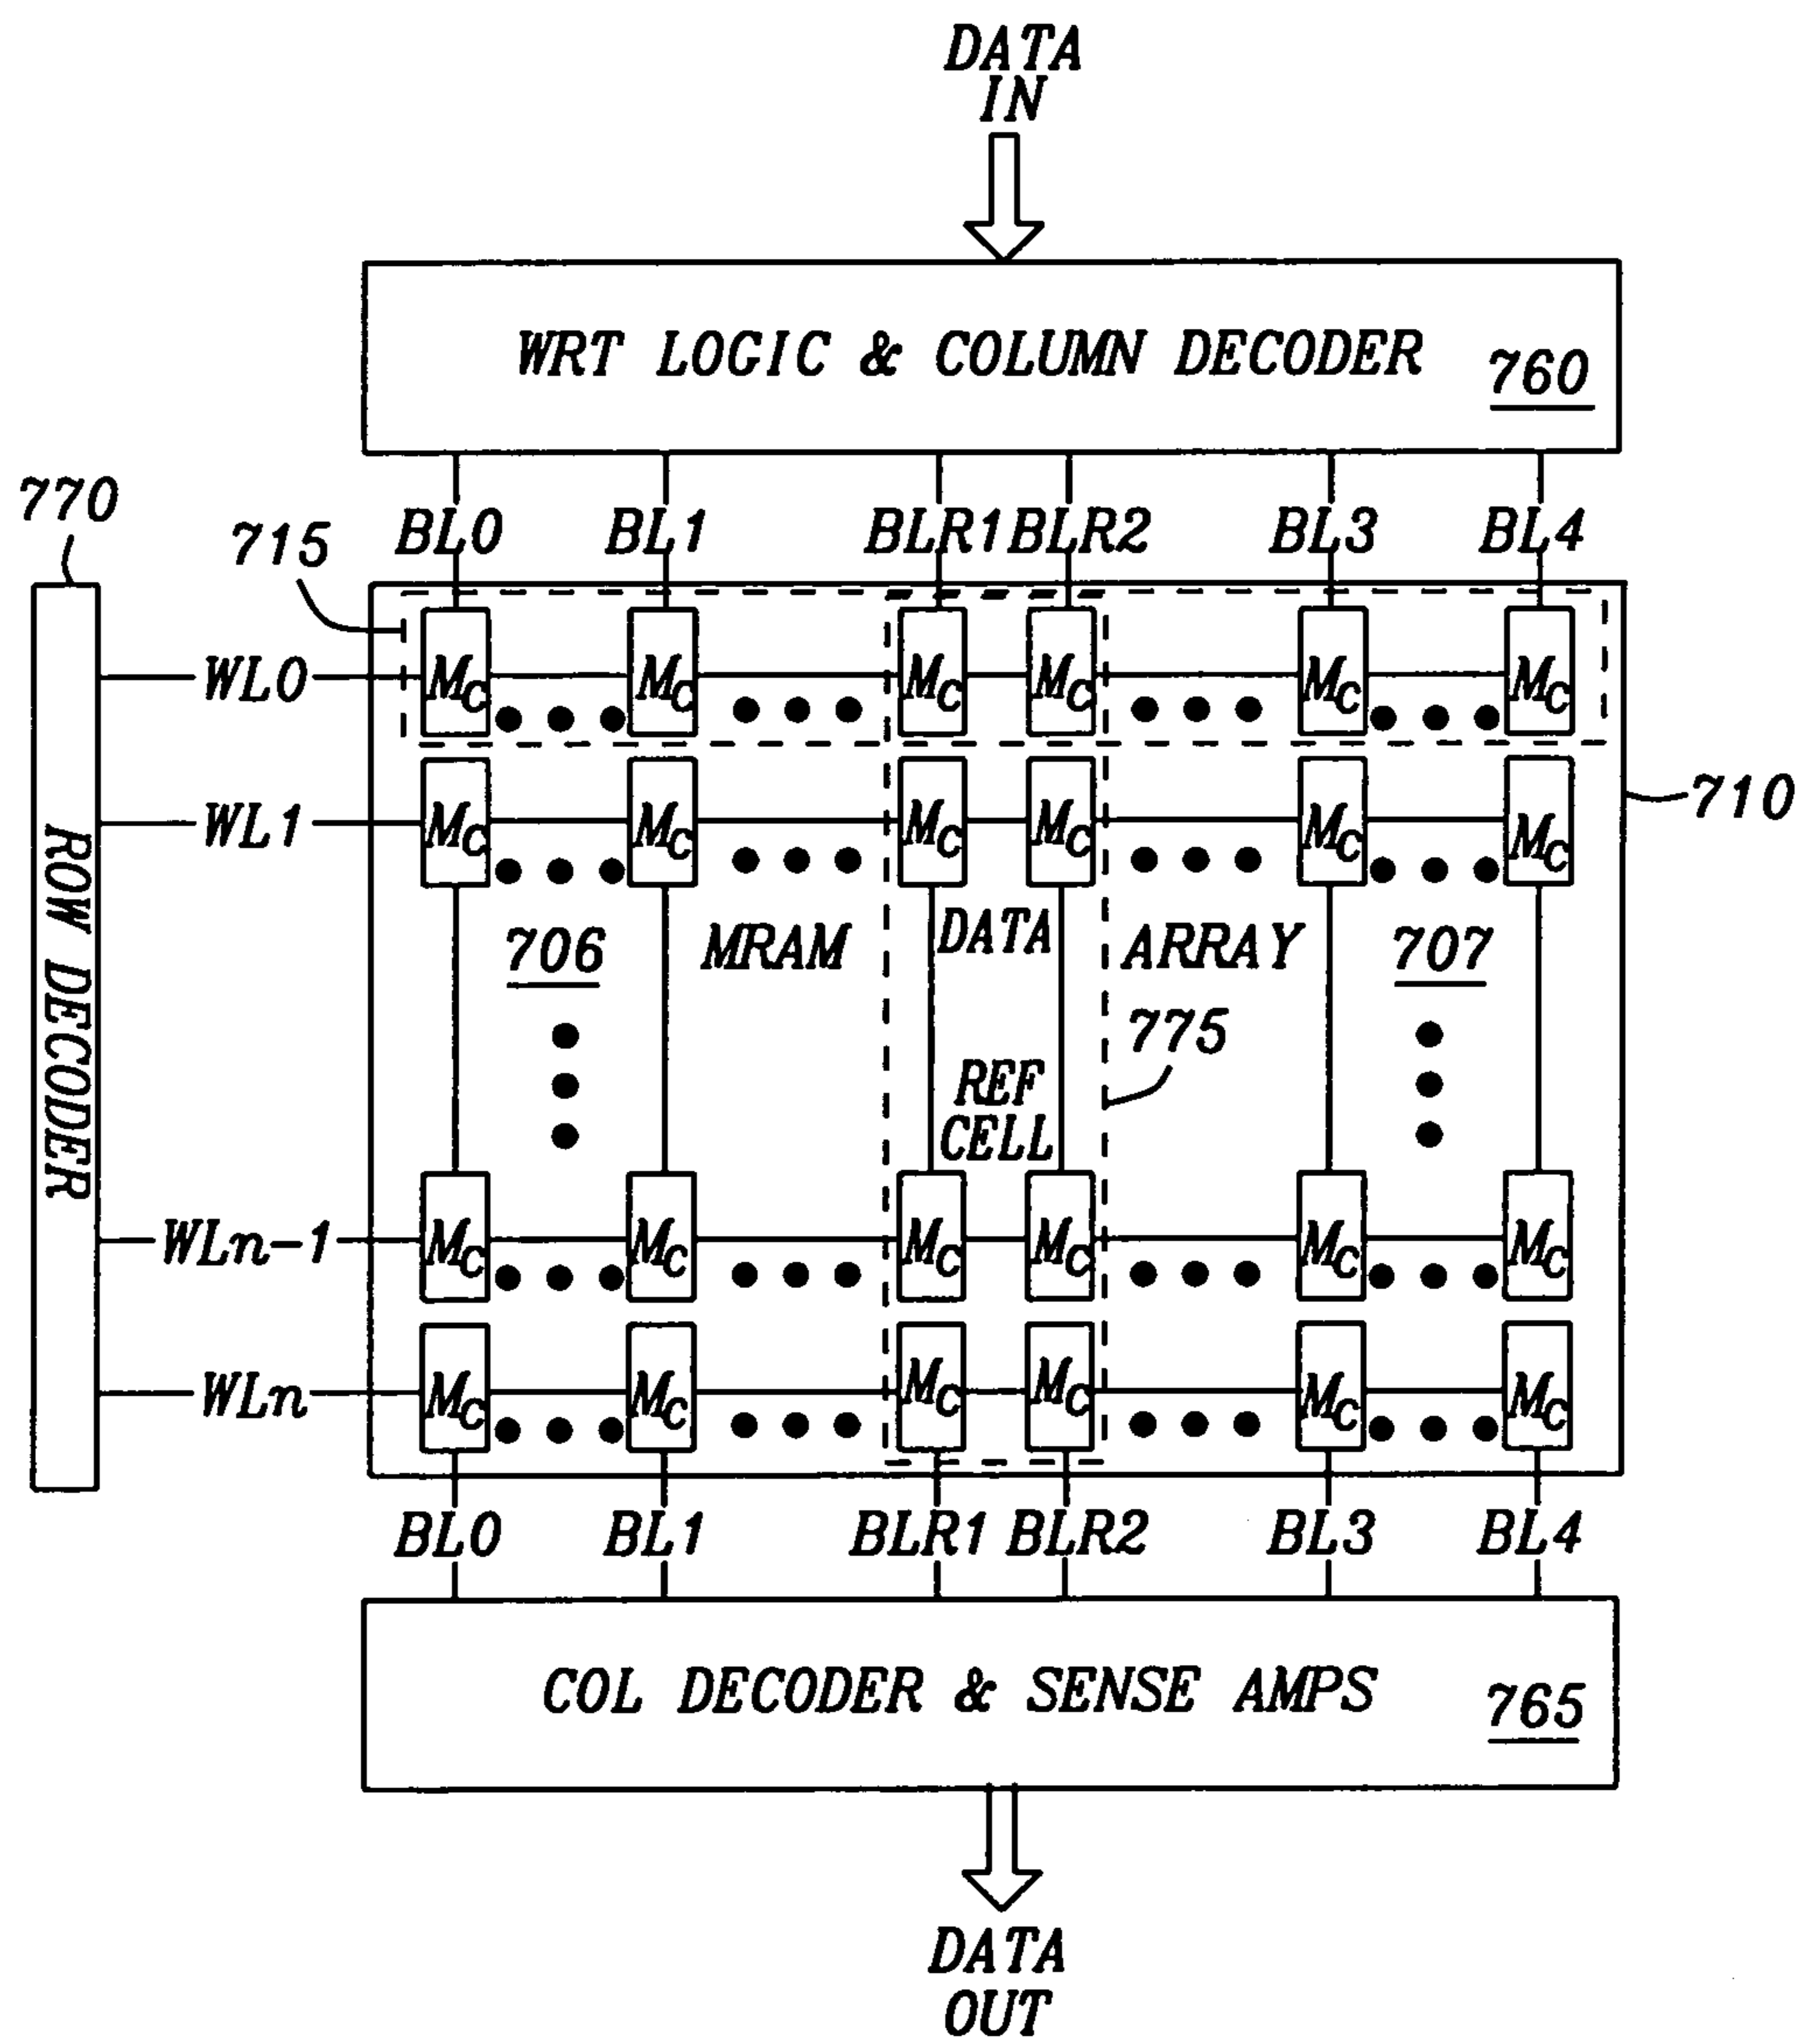 DATA
IN
WRT LOGIC & COLUMN DECODER 760
770
715
BL0 BL1 BLR1 BLR2 BL3 BL4
WL0 MC MC MC MC MC MC
WL1 MC MC MC MC MC MC
710
ROW DECODER
706 MRAM DATA ARRAY 707
775
REF
CELL
WLn-1 MC MC MC MC MC MC
WLn MC MC MC MC MC MC
BL0 BL1 BLR1 BLR2 BL3 BL4
COL DECODER & SENSE AMPS 765
DATA
OUT